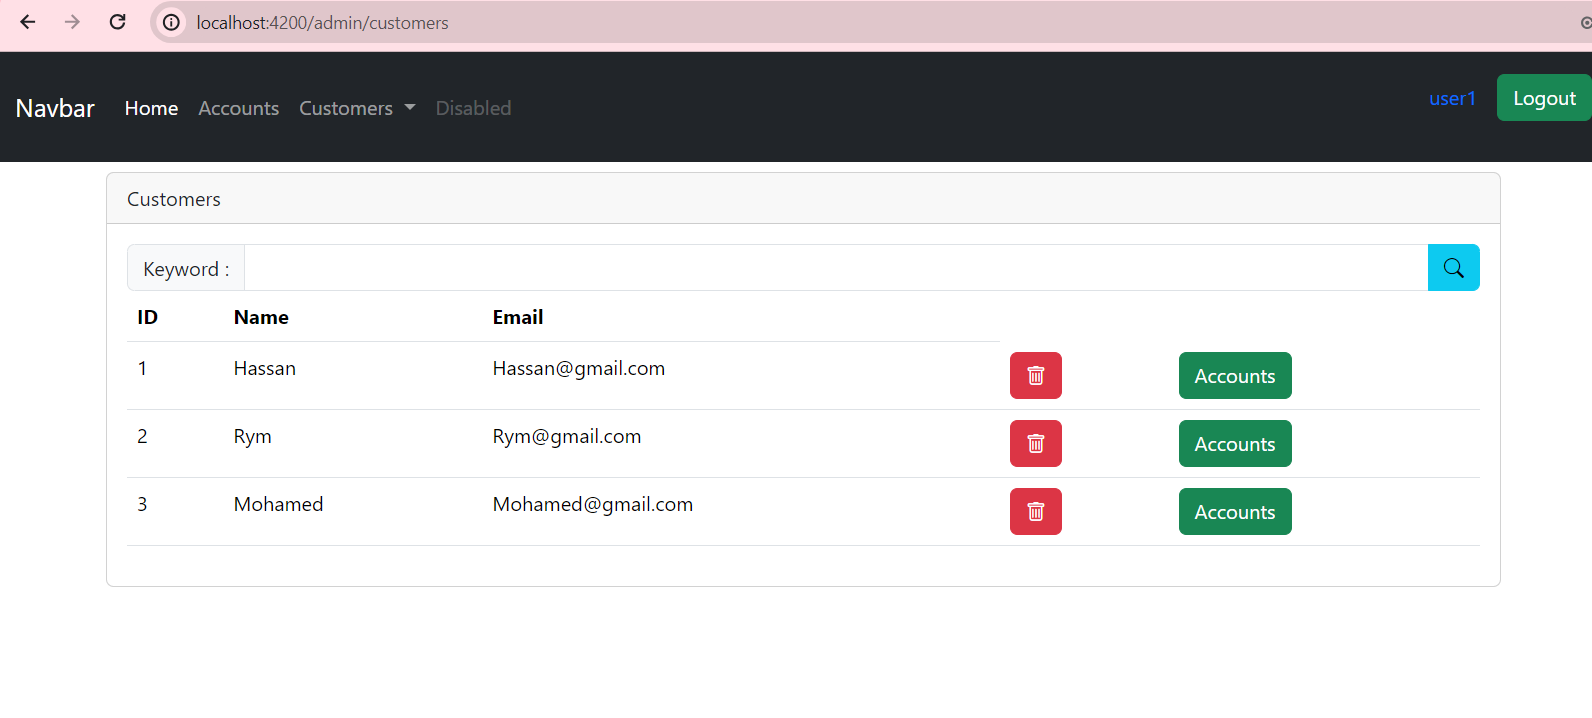 localhost:4200/admin/customers
Navbar Home Accounts Customers Disabled user1 Logout
Customers
Keyword :
ID Name Email
1 Hassan Hassan@gmail.com Accounts
2 Rym Rym@gmail.com Accounts
3 Mohamed Mohamed@gmail.com Accounts